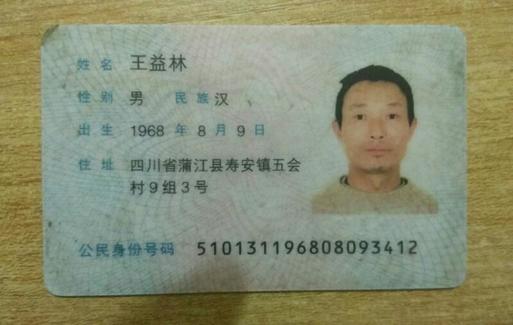 姓名 王益林
性别 男 民族 汉
出生 1968 年 8 月 9 日
住址 四川省蒲江县寿安镇五会
村9组3号
公民身份号码 510131196808093412